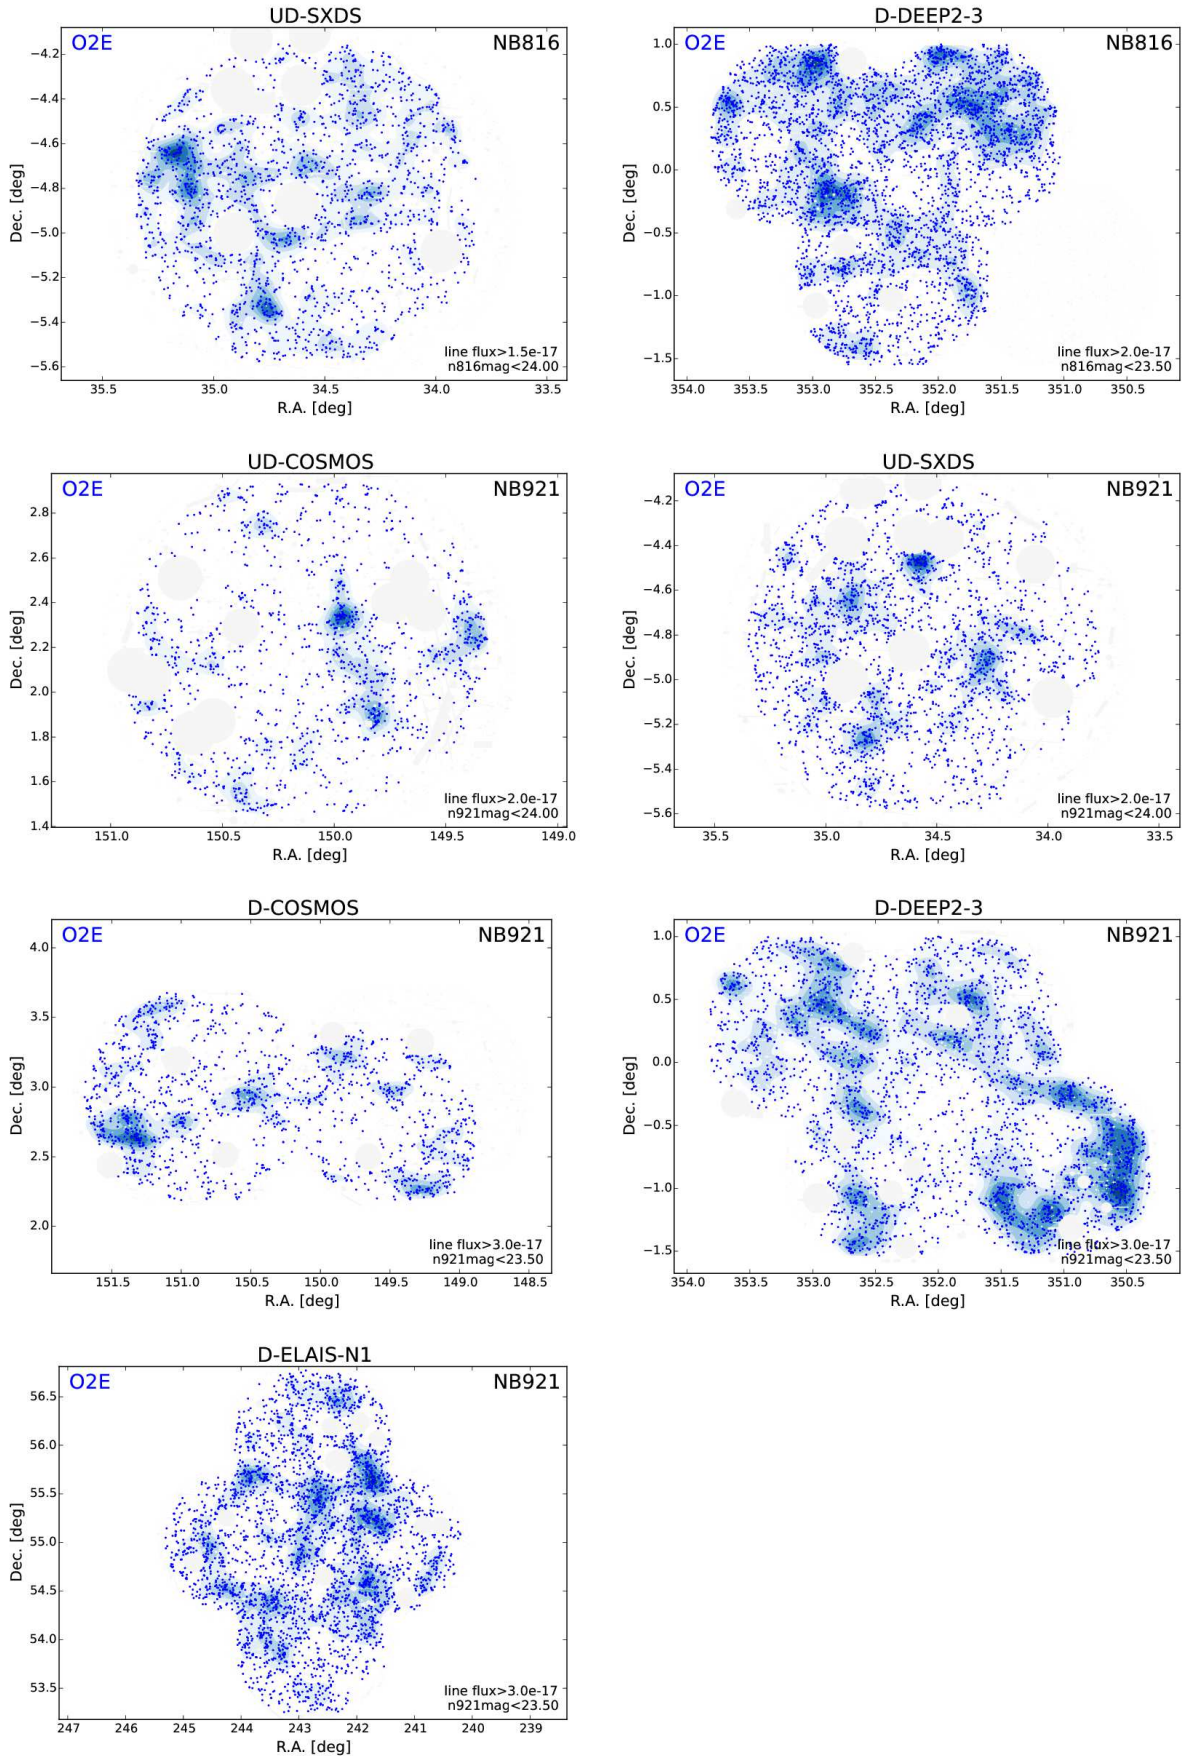 UD-SXDS
O2E NB816
−4.2
−4.4
−4.6
−4.8
−5.0
−5.2
−5.4
−5.6
Dec. [deg]
line flux>1.5e-17
n816mag<24.00
35.5 35.0 34.5 34.0 33.5
R.A. [deg]
D-DEEP2-3
O2E NB816
1.0
0.5
0.0
−0.5
−1.0
−1.5
Dec. [deg]
line flux>2.0e-17
n816mag<23.50
354.0 353.5 353.0 352.5 352.0 351.5 351.0 350.5
R.A. [deg]
UD-COSMOS
O2E NB921
2.8
2.6
2.4
2.2
2.0
1.8
1.6
1.4
Dec. [deg]
line flux>2.0e-17
n921mag<24.00
151.0 150.5 150.0 149.5 149.0
R.A. [deg]
UD-SXDS
O2E NB921
−4.2
−4.4
−4.6
−4.8
−5.0
−5.2
−5.4
−5.6
Dec. [deg]
line flux>2.0e-17
n921mag<24.00
35.5 35.0 34.5 34.0 33.5
R.A. [deg]
D-COSMOS
O2E NB921
4.0
3.5
3.0
2.5
2.0
Dec. [deg]
line flux>3.0e-17
n921mag<23.50
151.5 151.0 150.5 150.0 149.5 149.0 148.5
R.A. [deg]
D-DEEP2-3
O2E NB921
1.0
0.5
0.0
−0.5
−1.0
−1.5
Dec. [deg]
line flux>3.0e-17
n921mag<23.50
354.0 353.5 353.0 352.5 352.0 351.5 351.0 350.5
R.A. [deg]
D-ELAIS-N1
O2E NB921
56.5
56.0
55.5
55.0
54.5
54.0
53.5
Dec. [deg]
line flux>3.0e-17
n921mag<23.50
247 246 245 244 243 242 241 240 239
R.A. [deg]